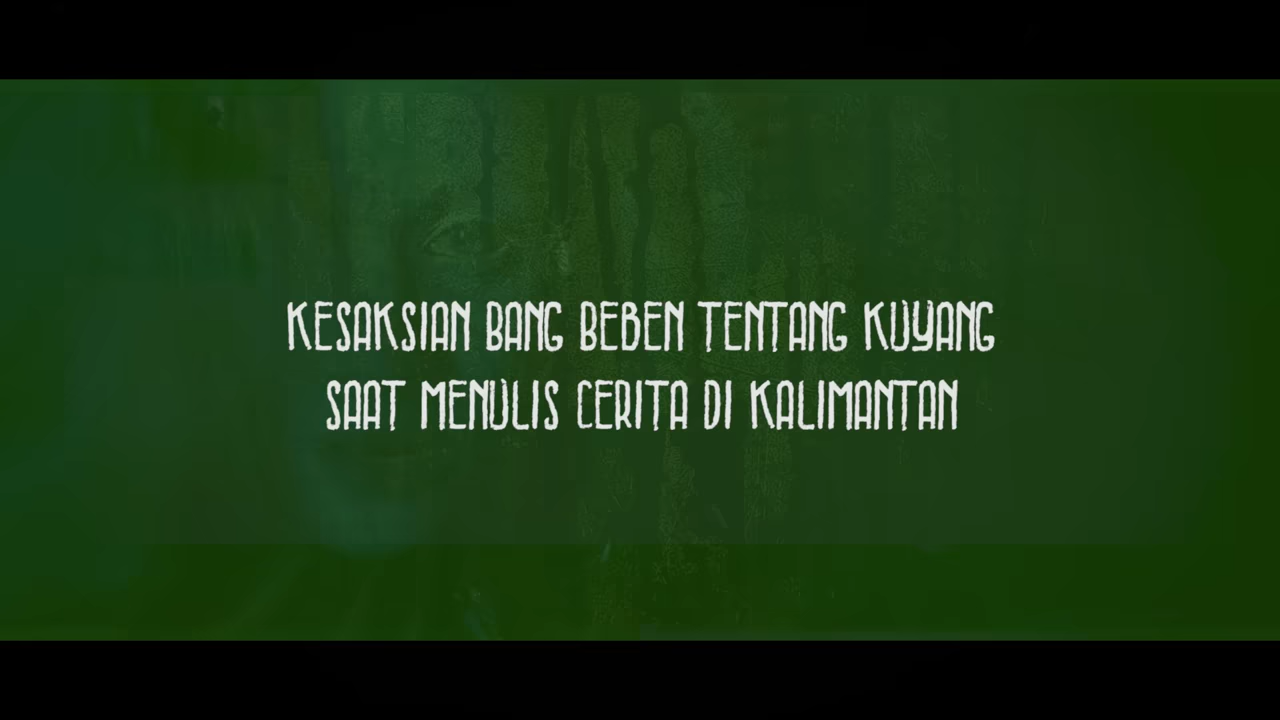 KESAKSIAN BANG BEBEN TENTANG KUYANG
SAAT MENULIS CERITA DI KALIMANTAN